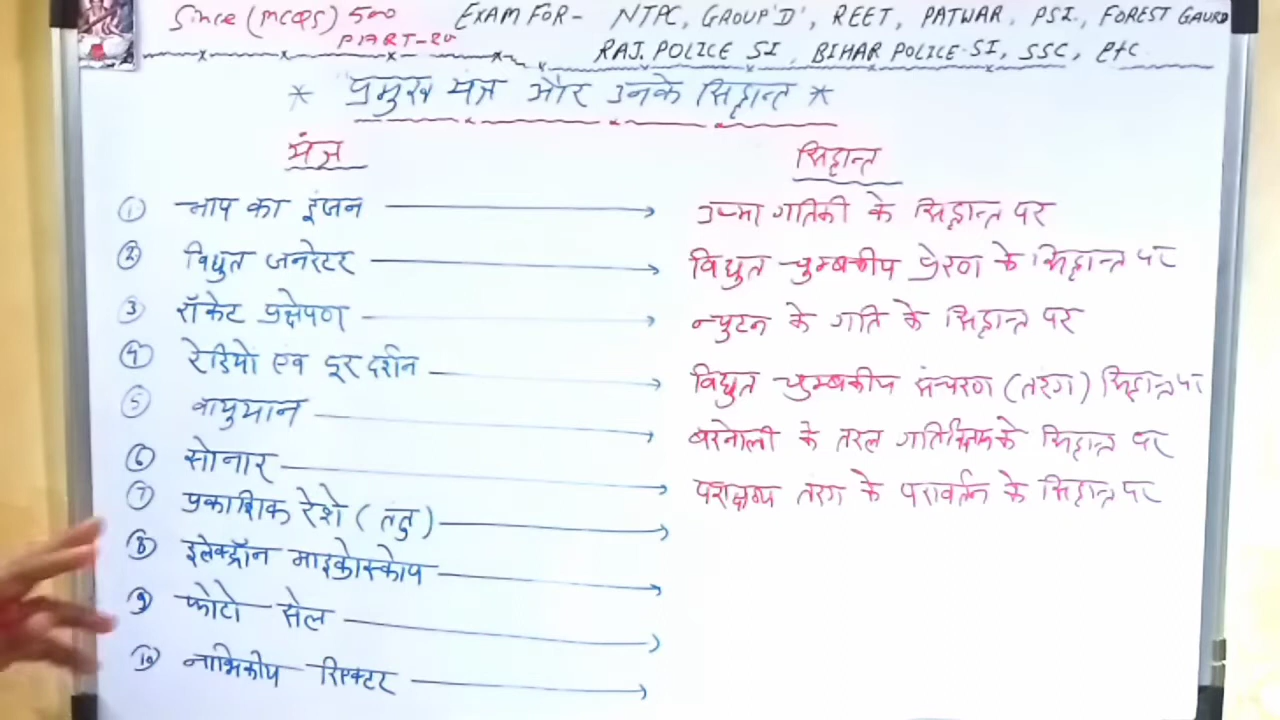 Since (MCQS) 500 EXAM FOR - NTPC, GROUP 'D', REET, PATWAR, PSI, FOREST GAURD
PART-20 RAJ. POLICE SI, BIHAR POLICE-SI, SSC, etc
* प्रमुख यंत्र और उनके सिद्धान्त *
यंत्र सिद्धान्त
① भाप का इंजन उष्मा गतिकी के सिद्धान्त पर
② विद्युत जनरेटर विद्युत चुम्बकीय प्रेरण के सिद्धान्त पर
③ रॉकेट प्रक्षेपण न्युटन के गति के सिद्धान्त पर
④ रेडियो एवं दूरदर्शन विद्युत चुम्बकीय संचरण (तरंग) सिद्धान्त पर
⑤ वायुयान बरनोली के तरल के सिद्धान्त पर
⑥ सोनार पराश्रव्य तरंग के परावर्तन के सिद्धान्त पर
⑦ प्रकाशिक रेशे (तंतु)
⑧ इलेक्ट्रॉन माइक्रोस्कोप
⑨ फोटो सेल
⑩ नाभिकीय रिएक्टर